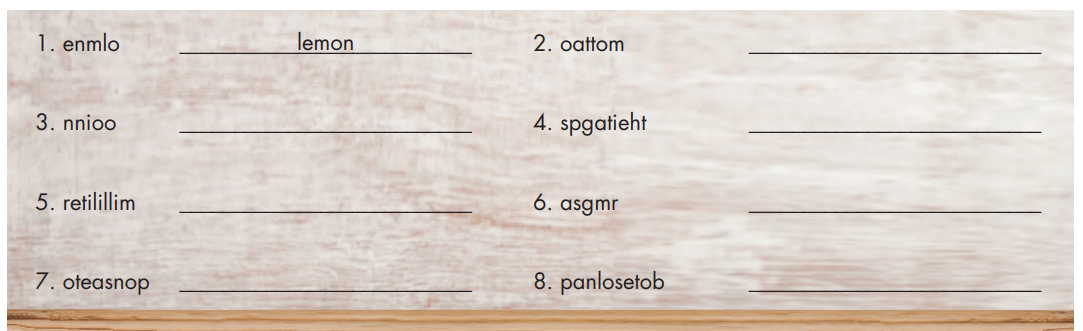 1. enmlo lemon 2. oattom
3. nnioo 4. spgatieht
5. retilillim 6. asgmr
7. oteasnop 8. panlosetob